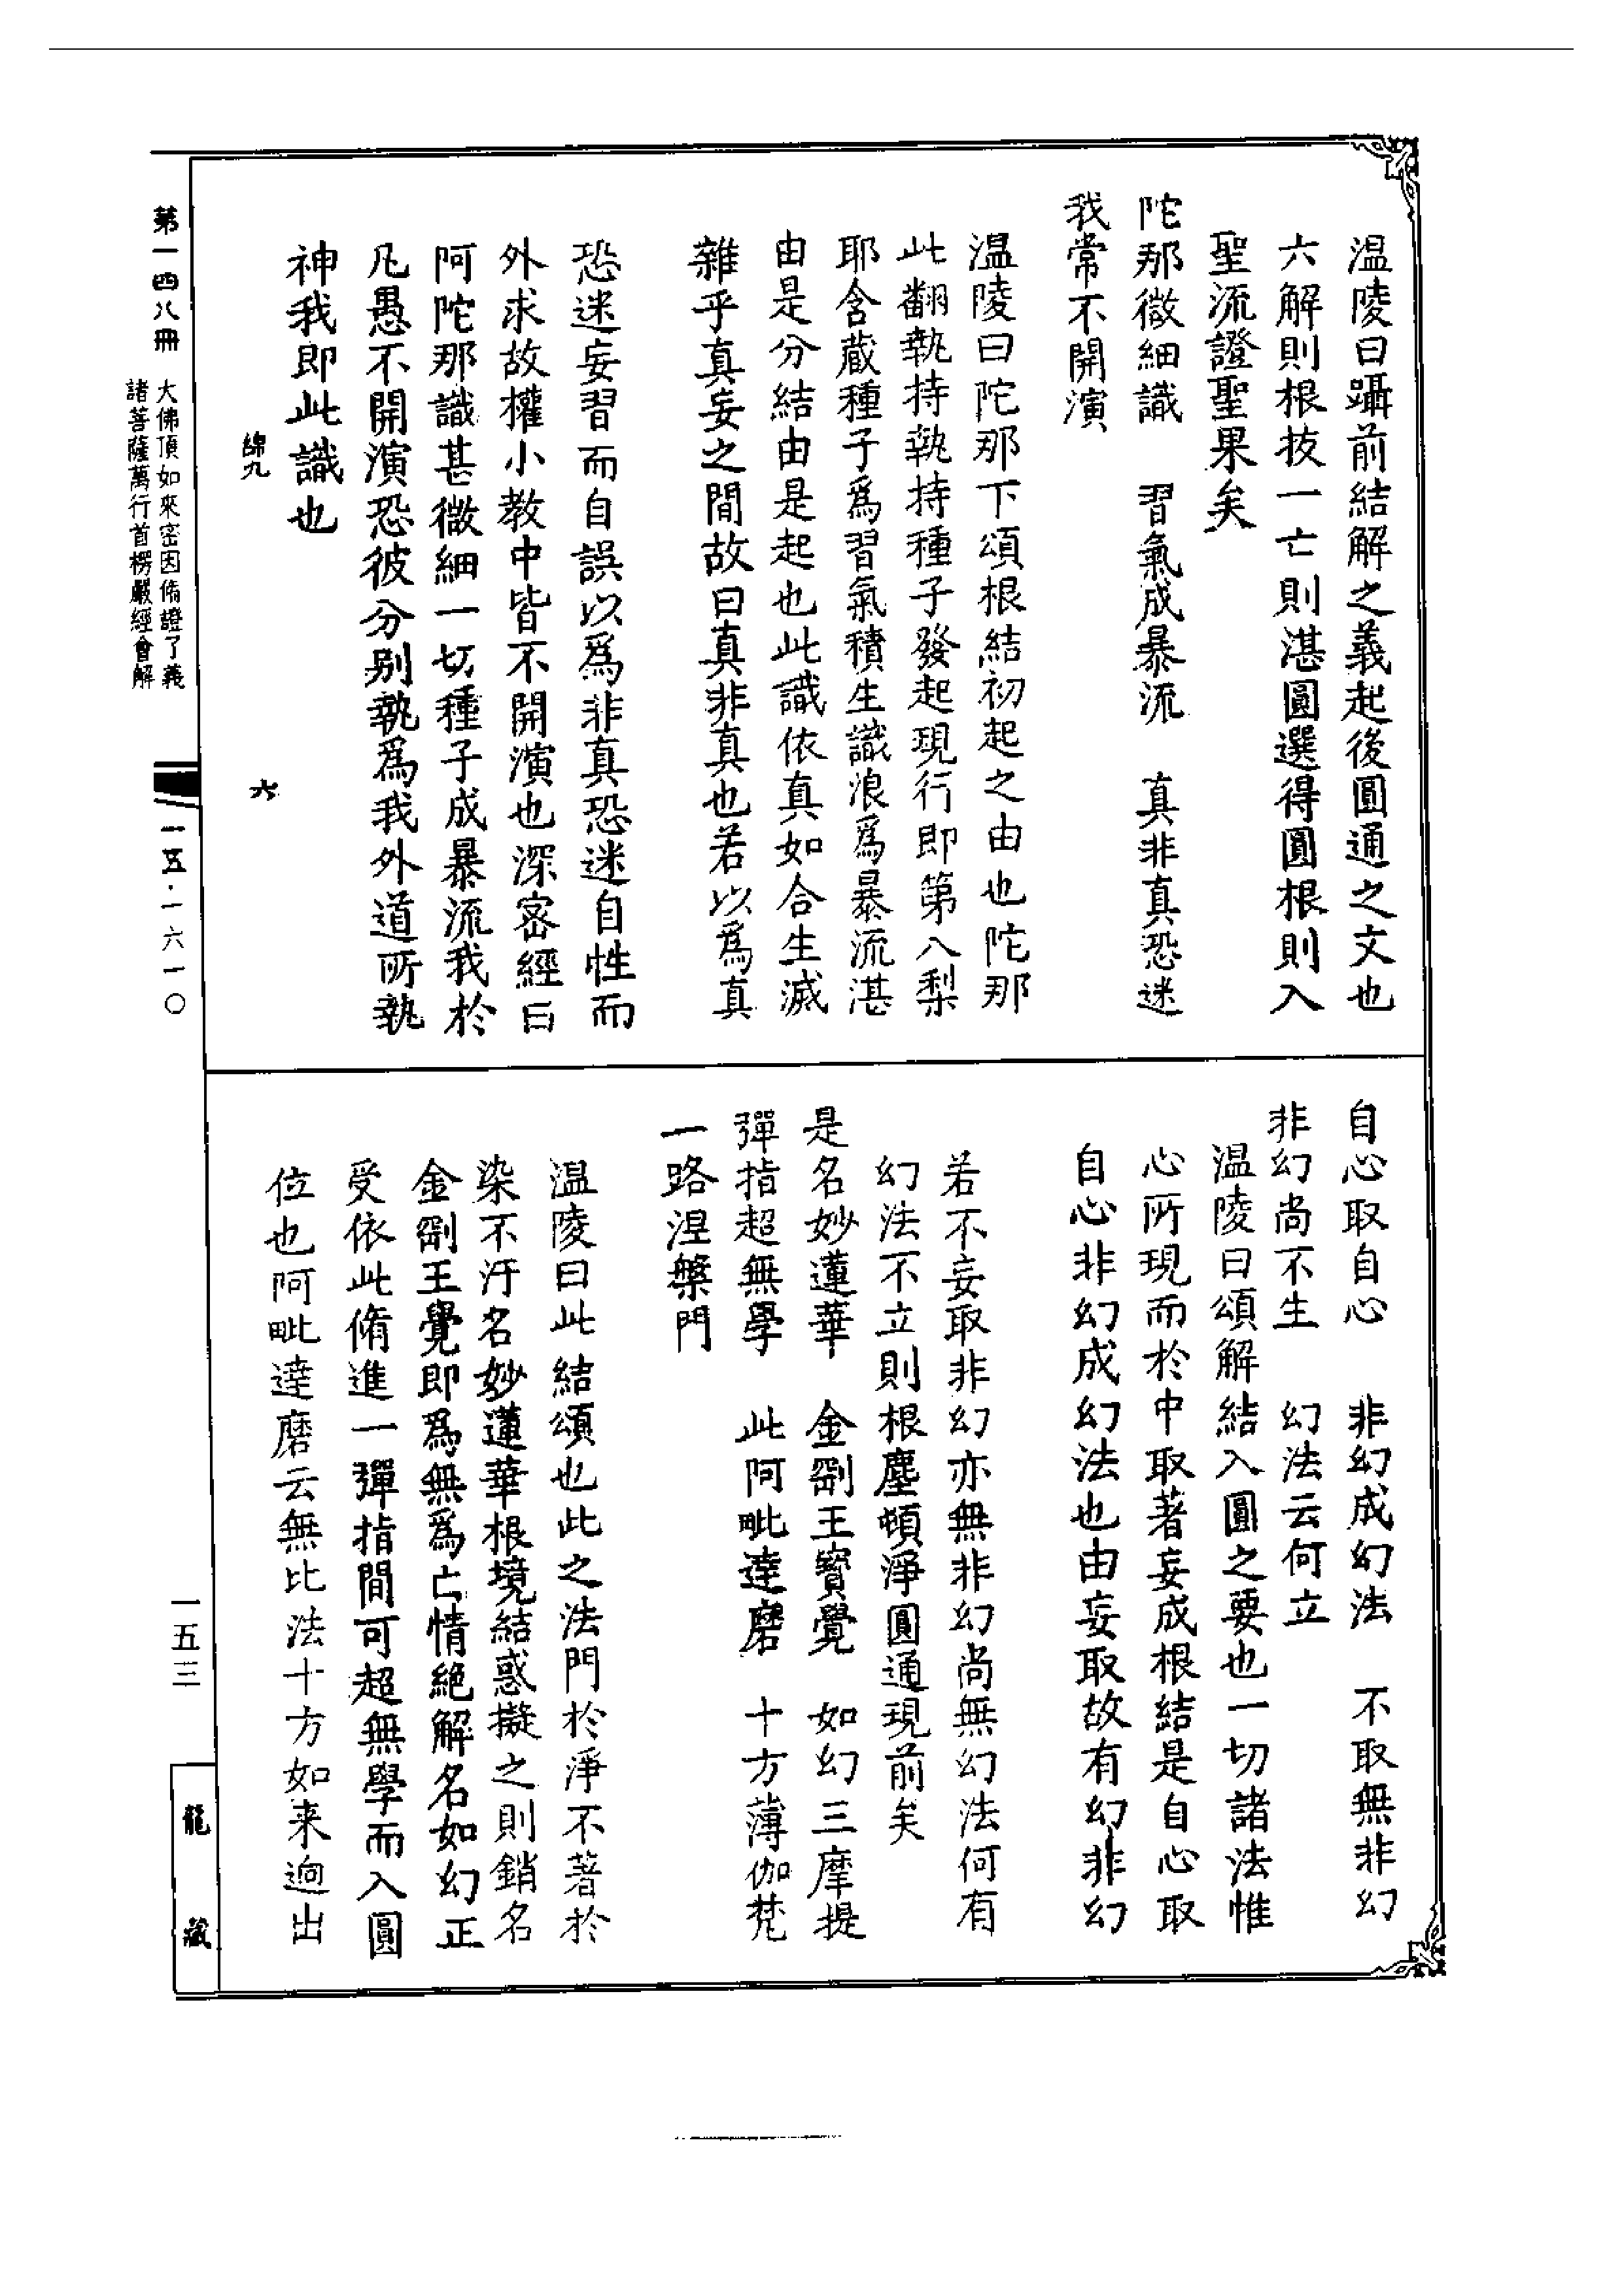 温陵曰躡前結解之義起後圓通之文也
六解則根拔一亡則湛圓選得圓根則入
聖流證聖果矣
陀那微細識　習氣成暴流　真非真恐迷
我常不開演
温陵曰陀那下頌根結初起之由也陀那
此翻執持執持種子發起現行即第八梨
耶含蔵種子爲習氣積生識浪爲暴流湛
由是分結由是起也此識依真如合生滅
雜乎真妄之間故曰真非真也若以爲真
恐迷妄習而自誤以爲非真恐迷自性而
外求故權小教中皆不開演也深密經曰
阿陀那識甚微細一切種子成暴流我於
凡愚不開演恐彼分别執爲我外道所執
神我即此識也
綿九　六
自心取自心　非幻成幻法　不取無非幻
非幻尚不生　幻法云何立
温陵曰頌解結入圓之要也一切諸法惟
心所現而於中取著妄成根結是自心取
自心非幻成幻法也由妄取故有幻非幻
若不妄取非幻亦無非幻尚無幻法何有
幻法不立則根塵頓淨圓通現前矣
是名妙蓮華　金剛王寳覺　如幻三摩提
彈指超無學　此阿毗達磨　十方薄伽梵
一路涅槃門
温陵曰此結頌也此之法門於淨不著於
染不汙名妙蓮華根境結惑擬之則銷名
金剛王覺即爲無爲亡情絶解名如幻正
受依此脩進一彈指間可超無學而入圓
位也阿毗達磨云無比法十方如来逈出
第一四八冊
大佛頂如來密因脩證了義
諸菩薩萬行首楞嚴經會解
一五·一六一〇
一五三
龍藏